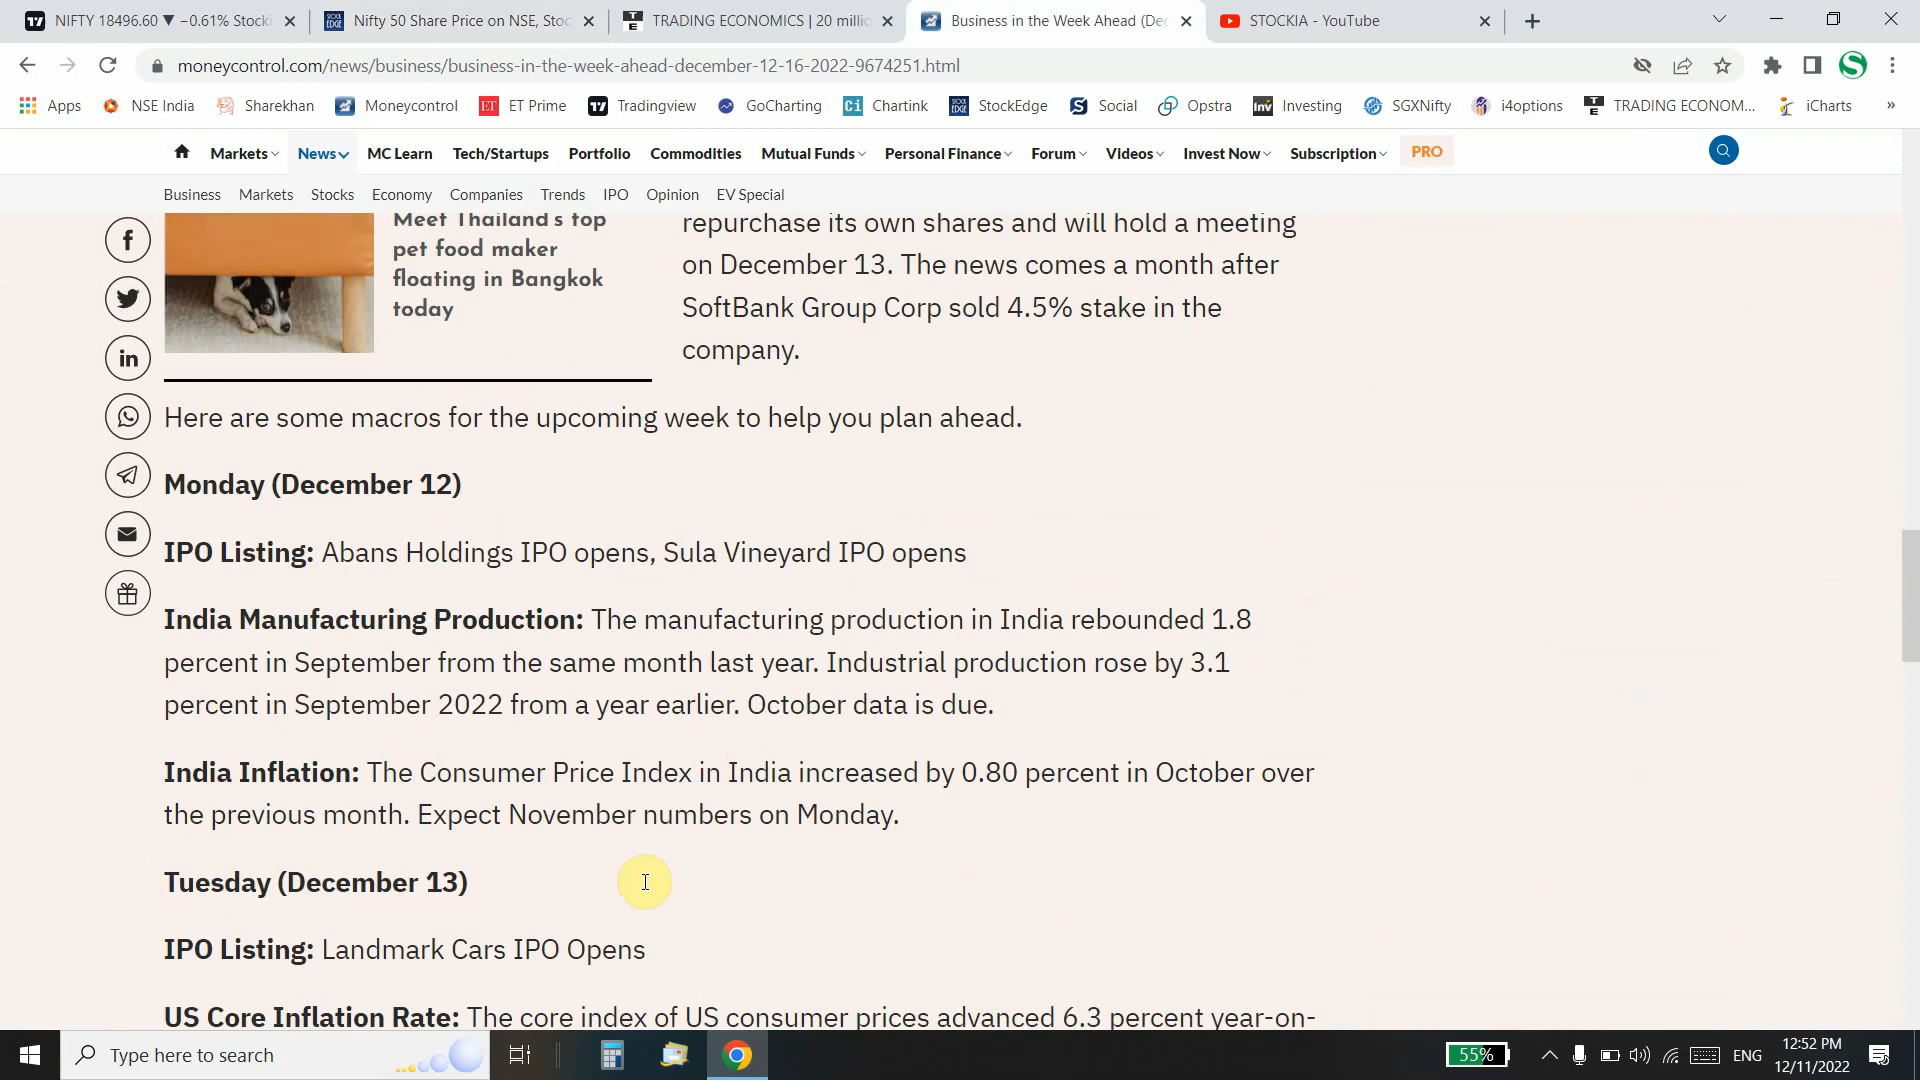 NIFTY 18496.60 ▼ −0.61% Stocki
Nifty 50 Share Price on NSE, Stoc
TRADING ECONOMICS | 20 millio
Business in the Week Ahead (Dec
STOCKIA - YouTube
moneycontrol.com/news/business/business-in-the-week-ahead-december-12-16-2022-9674251.html
S
Apps NSE India Sharekhan Moneycontrol ET Prime Tradingview GoCharting Chartink StockEdge Social Opstra Investing SGXNifty i4options TRADING ECONOM... iCharts »
Markets News MC Learn Tech/Startups Portfolio Commodities Mutual Funds Personal Finance Forum Videos Invest Now Subscription PRO
Business Markets Stocks Economy Companies Trends IPO Opinion EV Special
Meet Thailand's top
pet food maker
floating in Bangkok
today
repurchase its own shares and will hold a meeting
on December 13. The news comes a month after
SoftBank Group Corp sold 4.5% stake in the
company.
Here are some macros for the upcoming week to help you plan ahead.
Monday (December 12)
IPO Listing: Abans Holdings IPO opens, Sula Vineyard IPO opens
India Manufacturing Production: The manufacturing production in India rebounded 1.8
percent in September from the same month last year. Industrial production rose by 3.1
percent in September 2022 from a year earlier. October data is due.
India Inflation: The Consumer Price Index in India increased by 0.80 percent in October over
the previous month. Expect November numbers on Monday.
Tuesday (December 13)
IPO Listing: Landmark Cars IPO Opens
US Core Inflation Rate: The core index of US consumer prices advanced 6.3 percent year-on-
Type here to search
55%
ENG
12:52 PM
12/11/2022